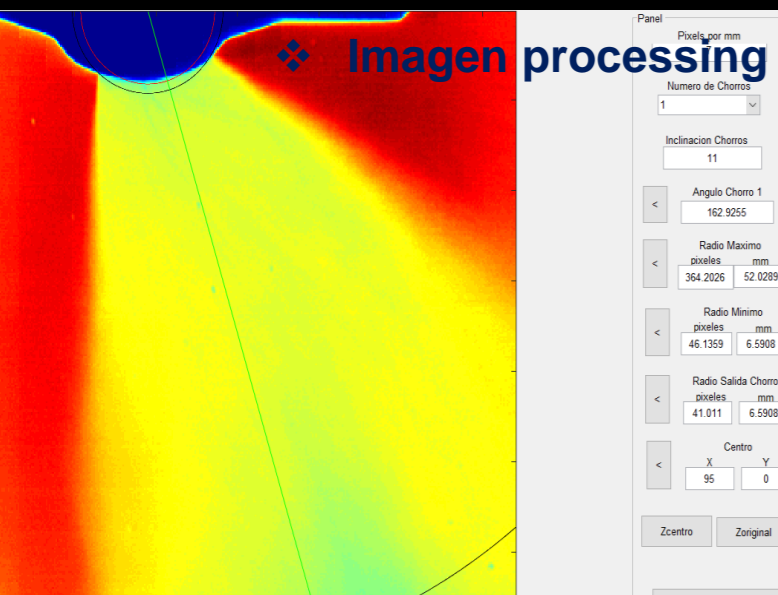 Panel
Pixels por mm
❖ Imagen processing
7
Numero de Chorros
1
Inclinacion Chorros
11
<
Angulo Chorro 1
162.9255
<
Radio Maximo
pixeles mm
364.2026 52.0289
<
Radio Minimo
pixeles mm
46.1359 6.5908
<
Radio Salida Chorro
pixeles mm
41.011 6.5908
<
Centro
X Y
95 0
Zcentro Zoriginal